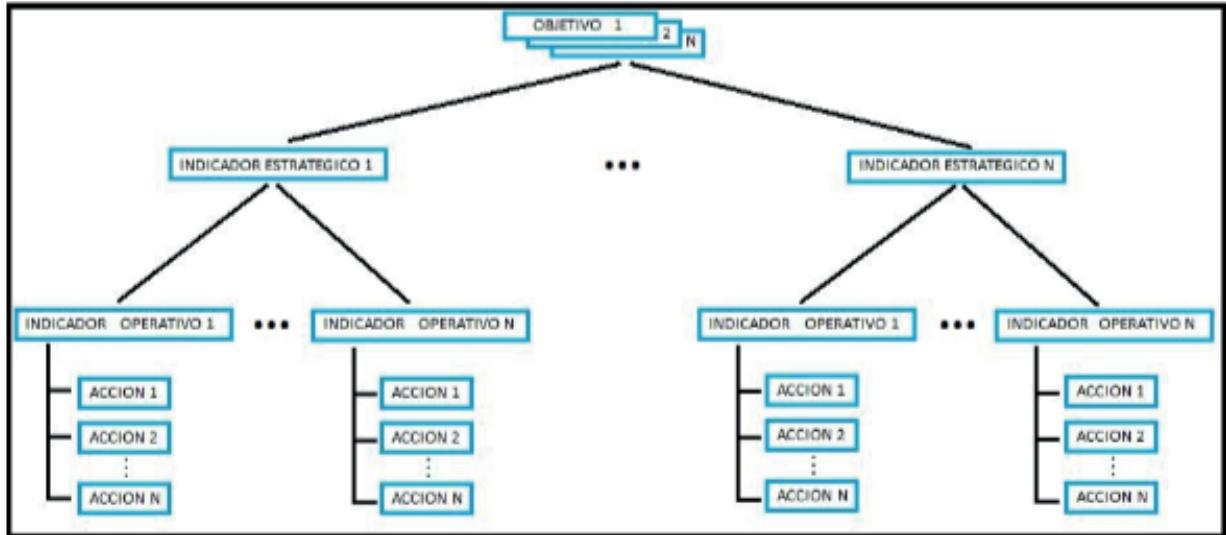 OBJETIVO 1
2
N
INDICADOR ESTRATEGICO 1
INDICADOR ESTRATEGICO N
INDICADOR OPERATIVO 1
INDICADOR OPERATIVO N
INDICADOR OPERATIVO 1
INDICADOR OPERATIVO N
ACCION 1
ACCION 2
ACCION N
ACCION 1
ACCION 2
ACCION N
ACCION 1
ACCION 2
ACCION N
ACCION 1
ACCION 2
ACCION N